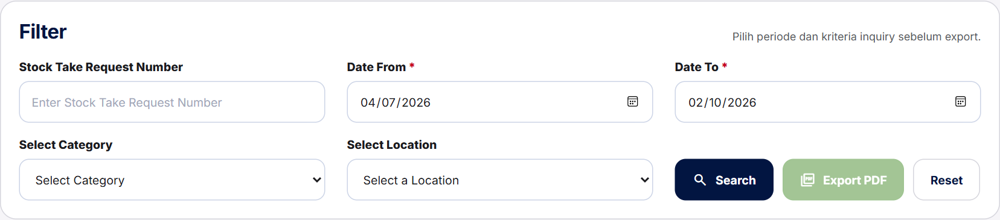 Filter
Pilih periode dan kriteria inquiry sebelum export.
Stock Take Request Number
Date From *
Date To *
Enter Stock Take Request Number
04/07/2026
02/10/2026
Select Category
Select Location
Select Category
Select a Location
Search
Export PDF
Reset